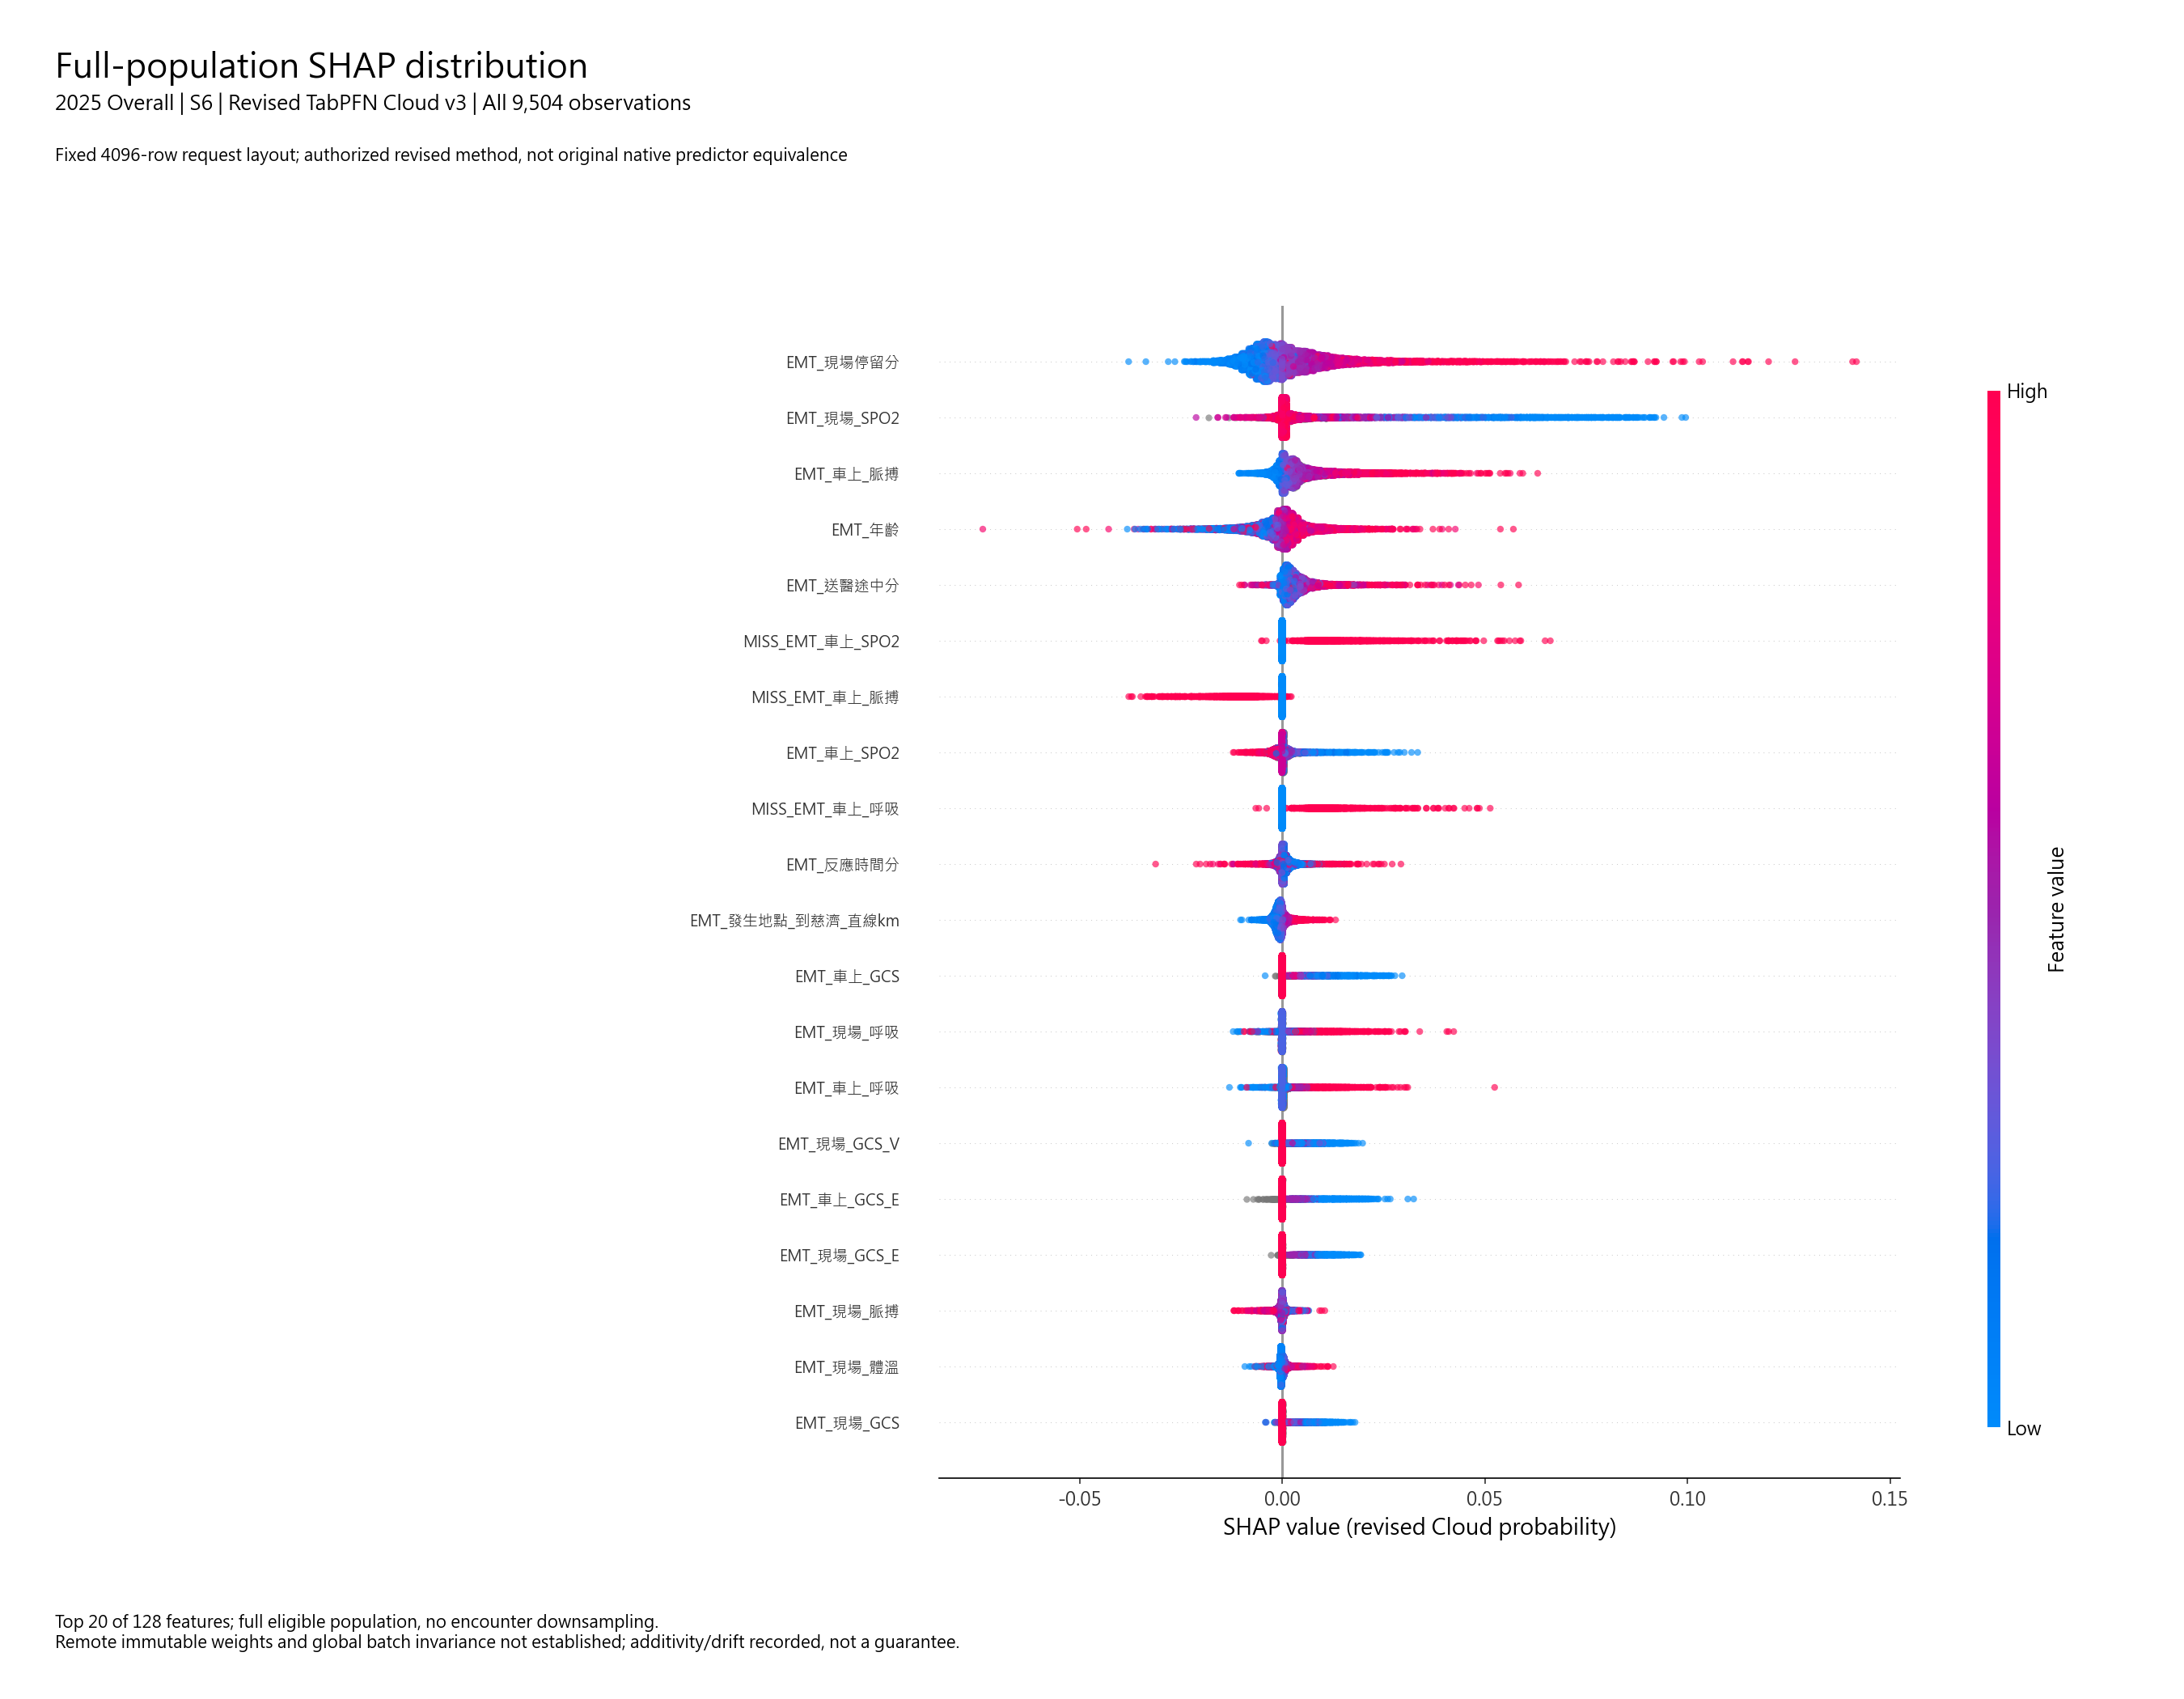 Full-population SHAP distribution
2025 Overall | S6 | Revised TabPFN Cloud v3 | All 9,504 observations
Fixed 4096-row request layout; authorized revised method, not original native predictor equivalence
EMT_現場停留分
EMT_現場_SPO2
EMT_車上_脈搏
EMT_年齡
EMT_送醫途中分
MISS_EMT_車上_SPO2
MISS_EMT_車上_脈搏
EMT_車上_SPO2
MISS_EMT_車上_呼吸
EMT_反應時間分
EMT_發生地點_到慈濟_直線km
EMT_車上_GCS
EMT_現場_呼吸
EMT_車上_呼吸
EMT_現場_GCS_V
EMT_車上_GCS_E
EMT_現場_GCS_E
EMT_現場_脈搏
EMT_現場_體溫
EMT_現場_GCS
-0.05 0.00 0.05 0.10 0.15
SHAP value (revised Cloud probability)
High
Feature value
Low
Top 20 of 128 features; full eligible population, no encounter downsampling.
Remote immutable weights and global batch invariance not established; additivity/drift recorded, not a guarantee.